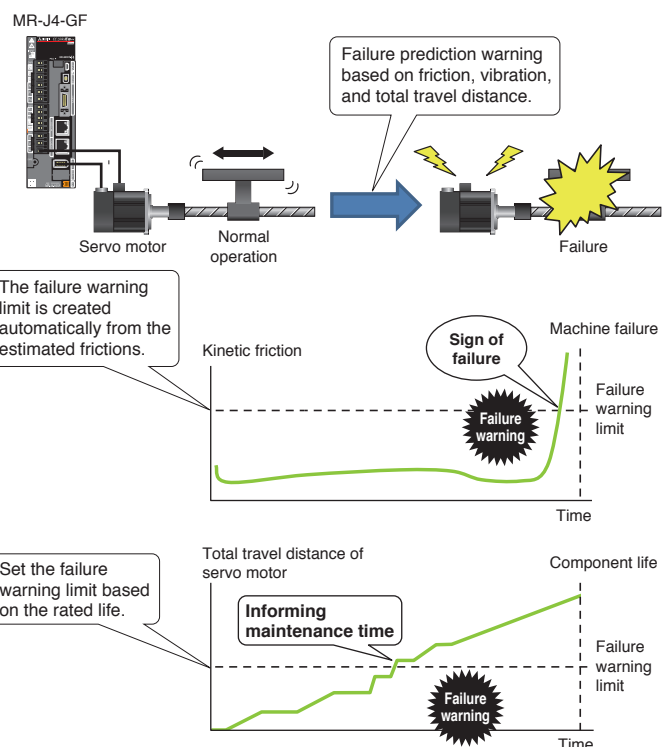 MR-J4-GF
Failure prediction warning
based on friction, vibration,
and total travel distance.
Servo motor
Normal
operation
Failure
The failure warning
limit is created
automatically from the
estimated frictions.
Kinetic friction
Sign of
failure
Machine failure
Failure
warning
Failure
warning
limit
Time
Set the failure
warning limit based
on the rated life.
Total travel distance of
servo motor
Component life
Informing
maintenance time
Failure
warning
limit
Failure
warning
Time